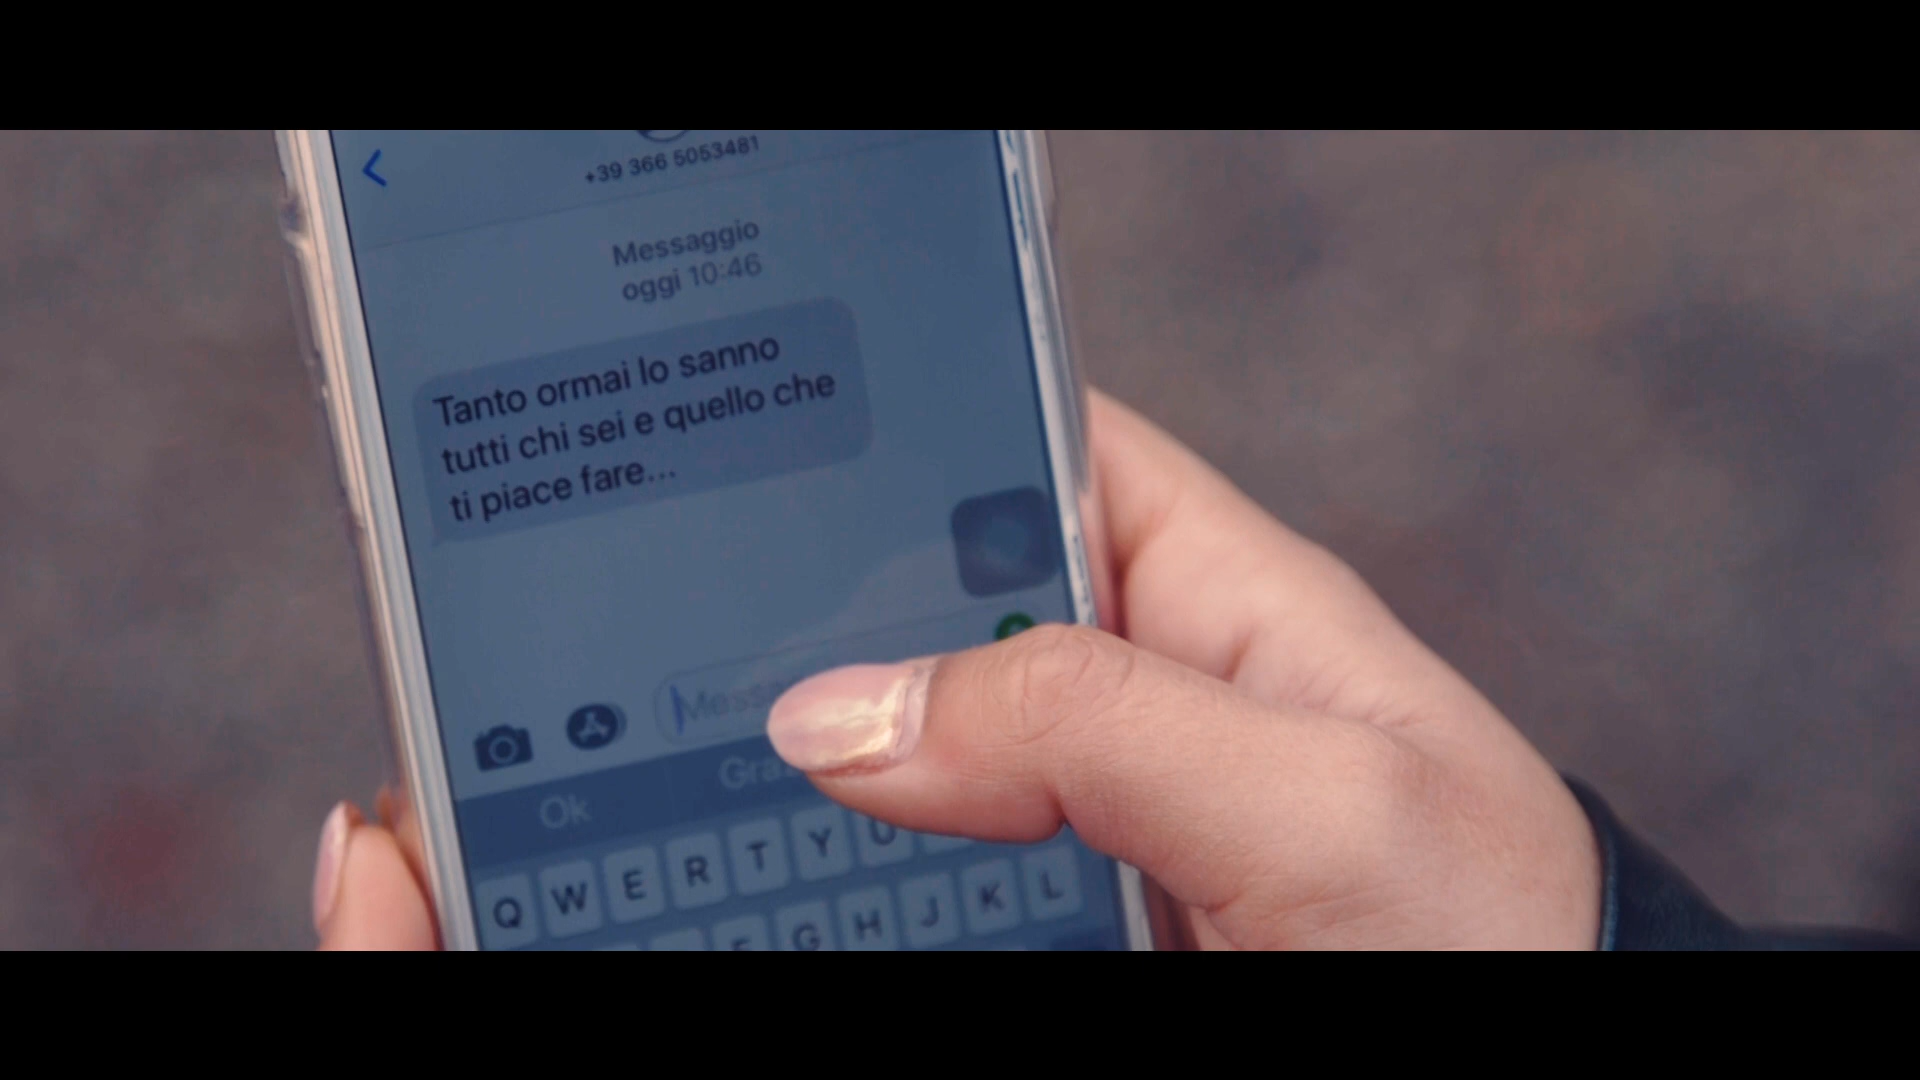 +39 366 5053481
Messaggio
oggi 10:46
Tanto ormai lo sanno
tutti chi sei e quello che
ti piace fare...
Ok
Q W E R T Y U
G H J K L